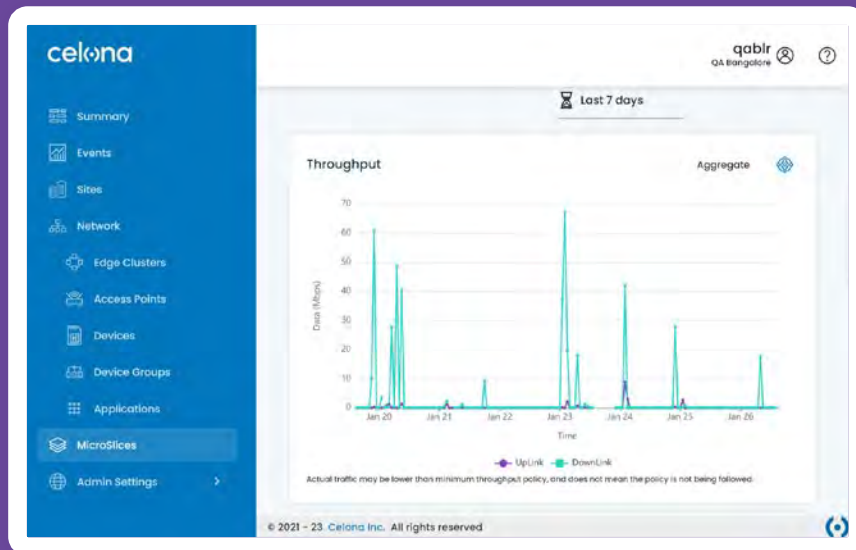 celona
qablr
QA Bangalore
Summary
Events
Sites
Network
Edge Clusters
Access Points
Devices
Device Groups
Applications
MicroSlices
Admin Settings
Last 7 days
Throughput
Aggregate
Data (Mbps)
70
60
50
40
30
20
10
0
Jan 20
Jan 21
Jan 22
Jan 23
Jan 24
Jan 25
Jan 26
Time
UpLink
DownLink
Actual traffic may be lower than minimum throughput policy, and does not mean the policy is not being followed.
© 2021 - 23 Celona Inc. All rights reserved